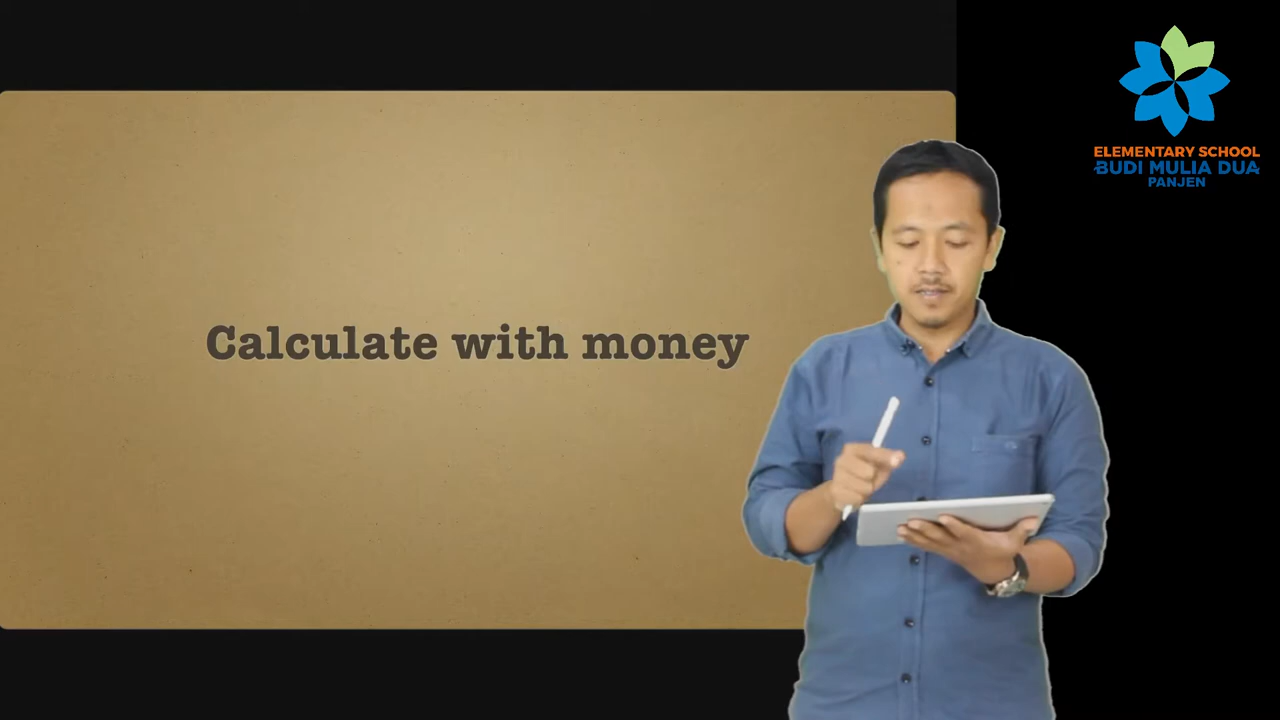 Calculate with money
ELEMENTARY SCHOOL
BUDI MULIA DUA
PANJEN